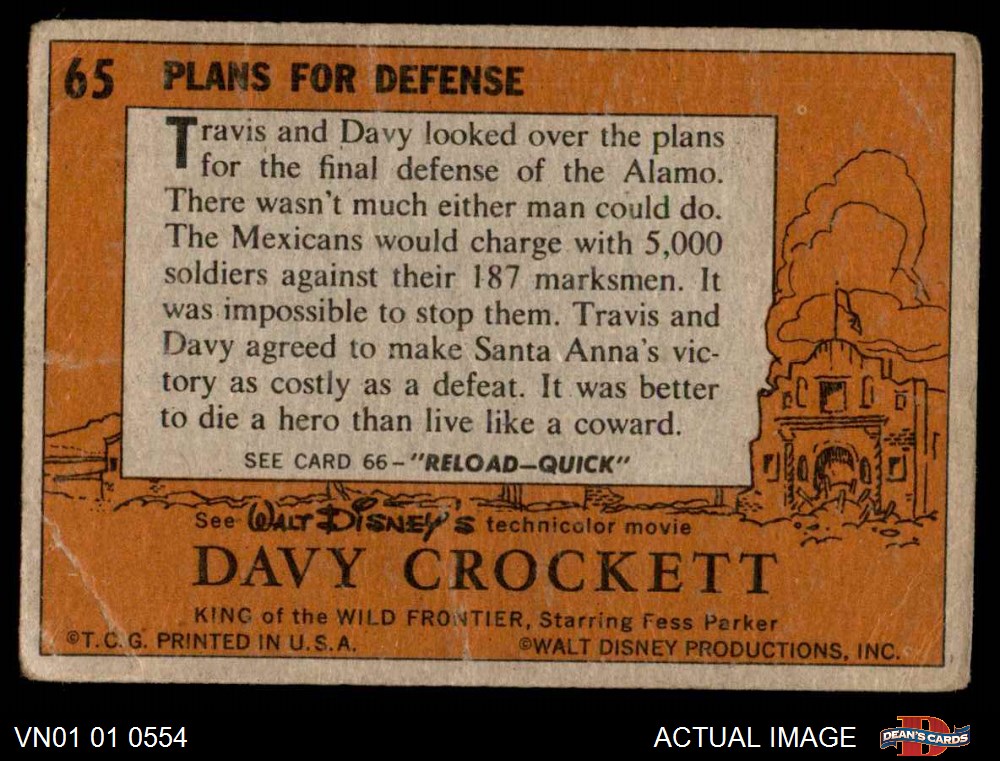 65 PLANS FOR DEFENSE
Travis and Davy looked over the plans
for the final defense of the Alamo.
There wasn't much either man could do.
The Mexicans would charge with 5,000
soldiers against their 187 marksmen. It
was impossible to stop them. Travis and
Davy agreed to make Santa Anna's vic-
tory as costly as a defeat. It was better
to die a hero than live like a coward.
SEE CARD 66–"RELOAD–QUICK"
See WALT DISNEY'S technicolor movie
DAVY CROCKETT
KING of the WILD FRONTIER, Starring Fess Parker
©T.C.G. PRINTED IN U.S.A. ©WALT DISNEY PRODUCTIONS, INC.
VN01 01 0554 ACTUAL IMAGE D DEAN'S CARDS